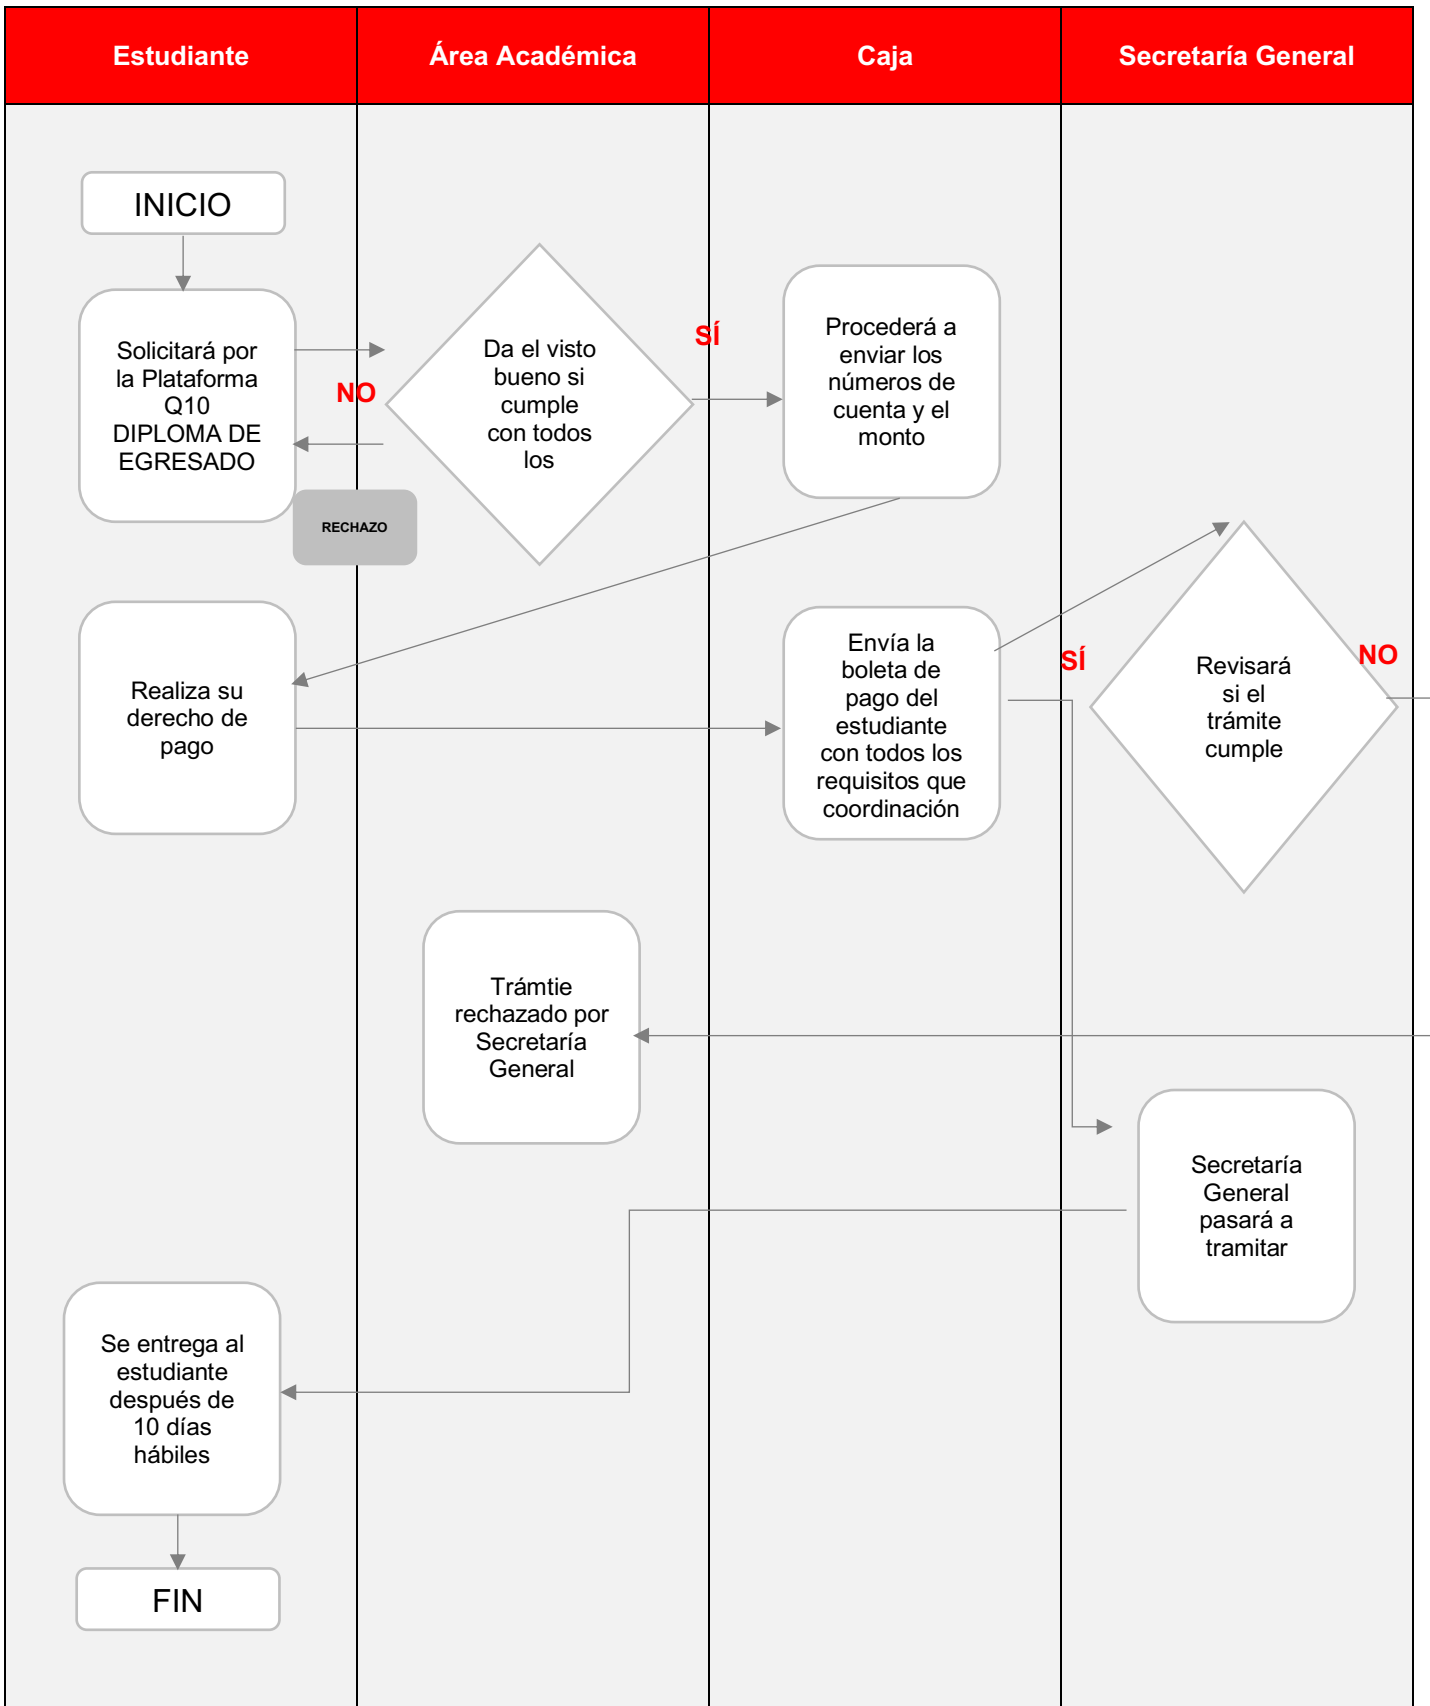 Estudiante
Área Académica
Caja
Secretaría General
INICIO
Solicitará por
la Plataforma
Q10
DIPLOMA DE
EGRESADO
NO
RECHAZO
Da el visto
bueno si
cumple
con todos
los
SÍ
Procederá a
enviar los
números de
cuenta y el
monto
Realiza su
derecho de
pago
Envía la
boleta de
pago del
estudiante
con todos los
requisitos que
coordinación
SÍ
Revisará
si el
trámite
cumple
NO
Trámtie
rechazado por
Secretaría
General
Secretaría
General
pasará a
tramitar
Se entrega al
estudiante
después de
10 días
hábiles
FIN